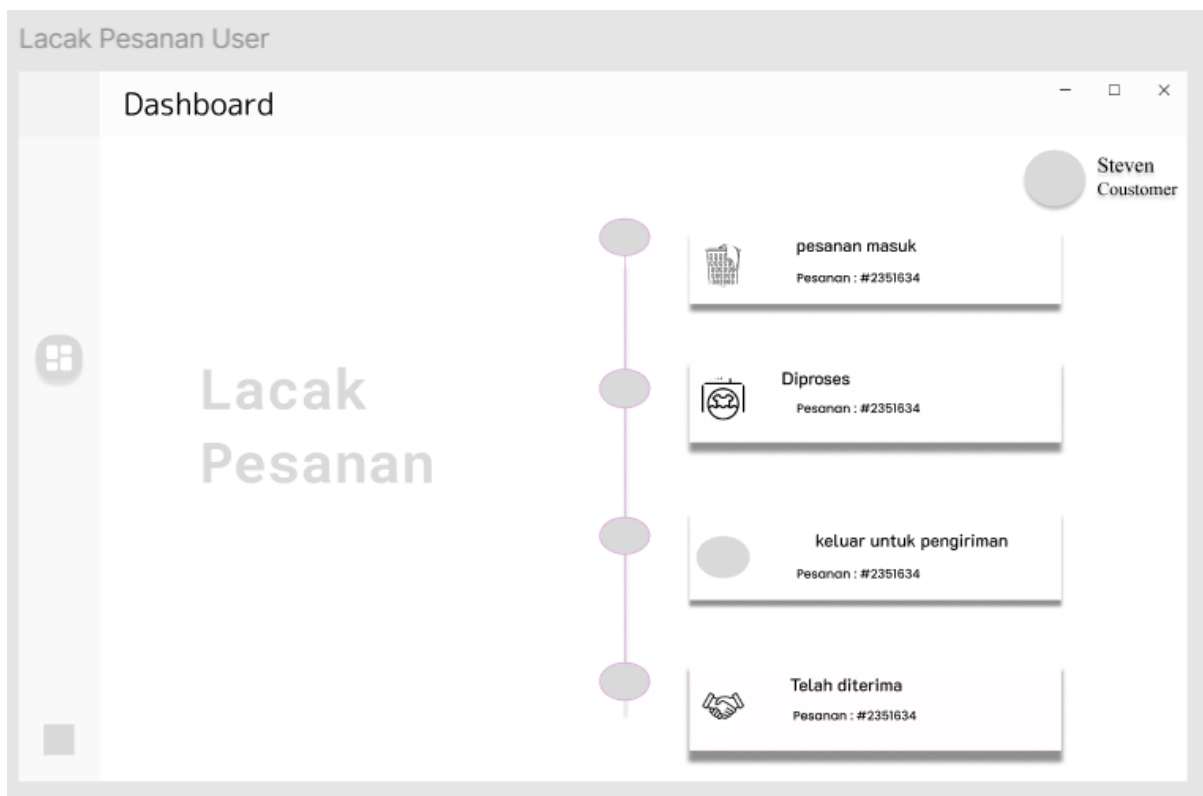 Lacak Pesanan User
Dashboard
Steven
Coustomer
pesanan masuk
Pesanan : #2351634
Diproses
Pesanan : #2351634
Lacak
Pesanan
keluar untuk pengiriman
Pesanan : #2351634
Telah diterima
Pesanan : #2351634